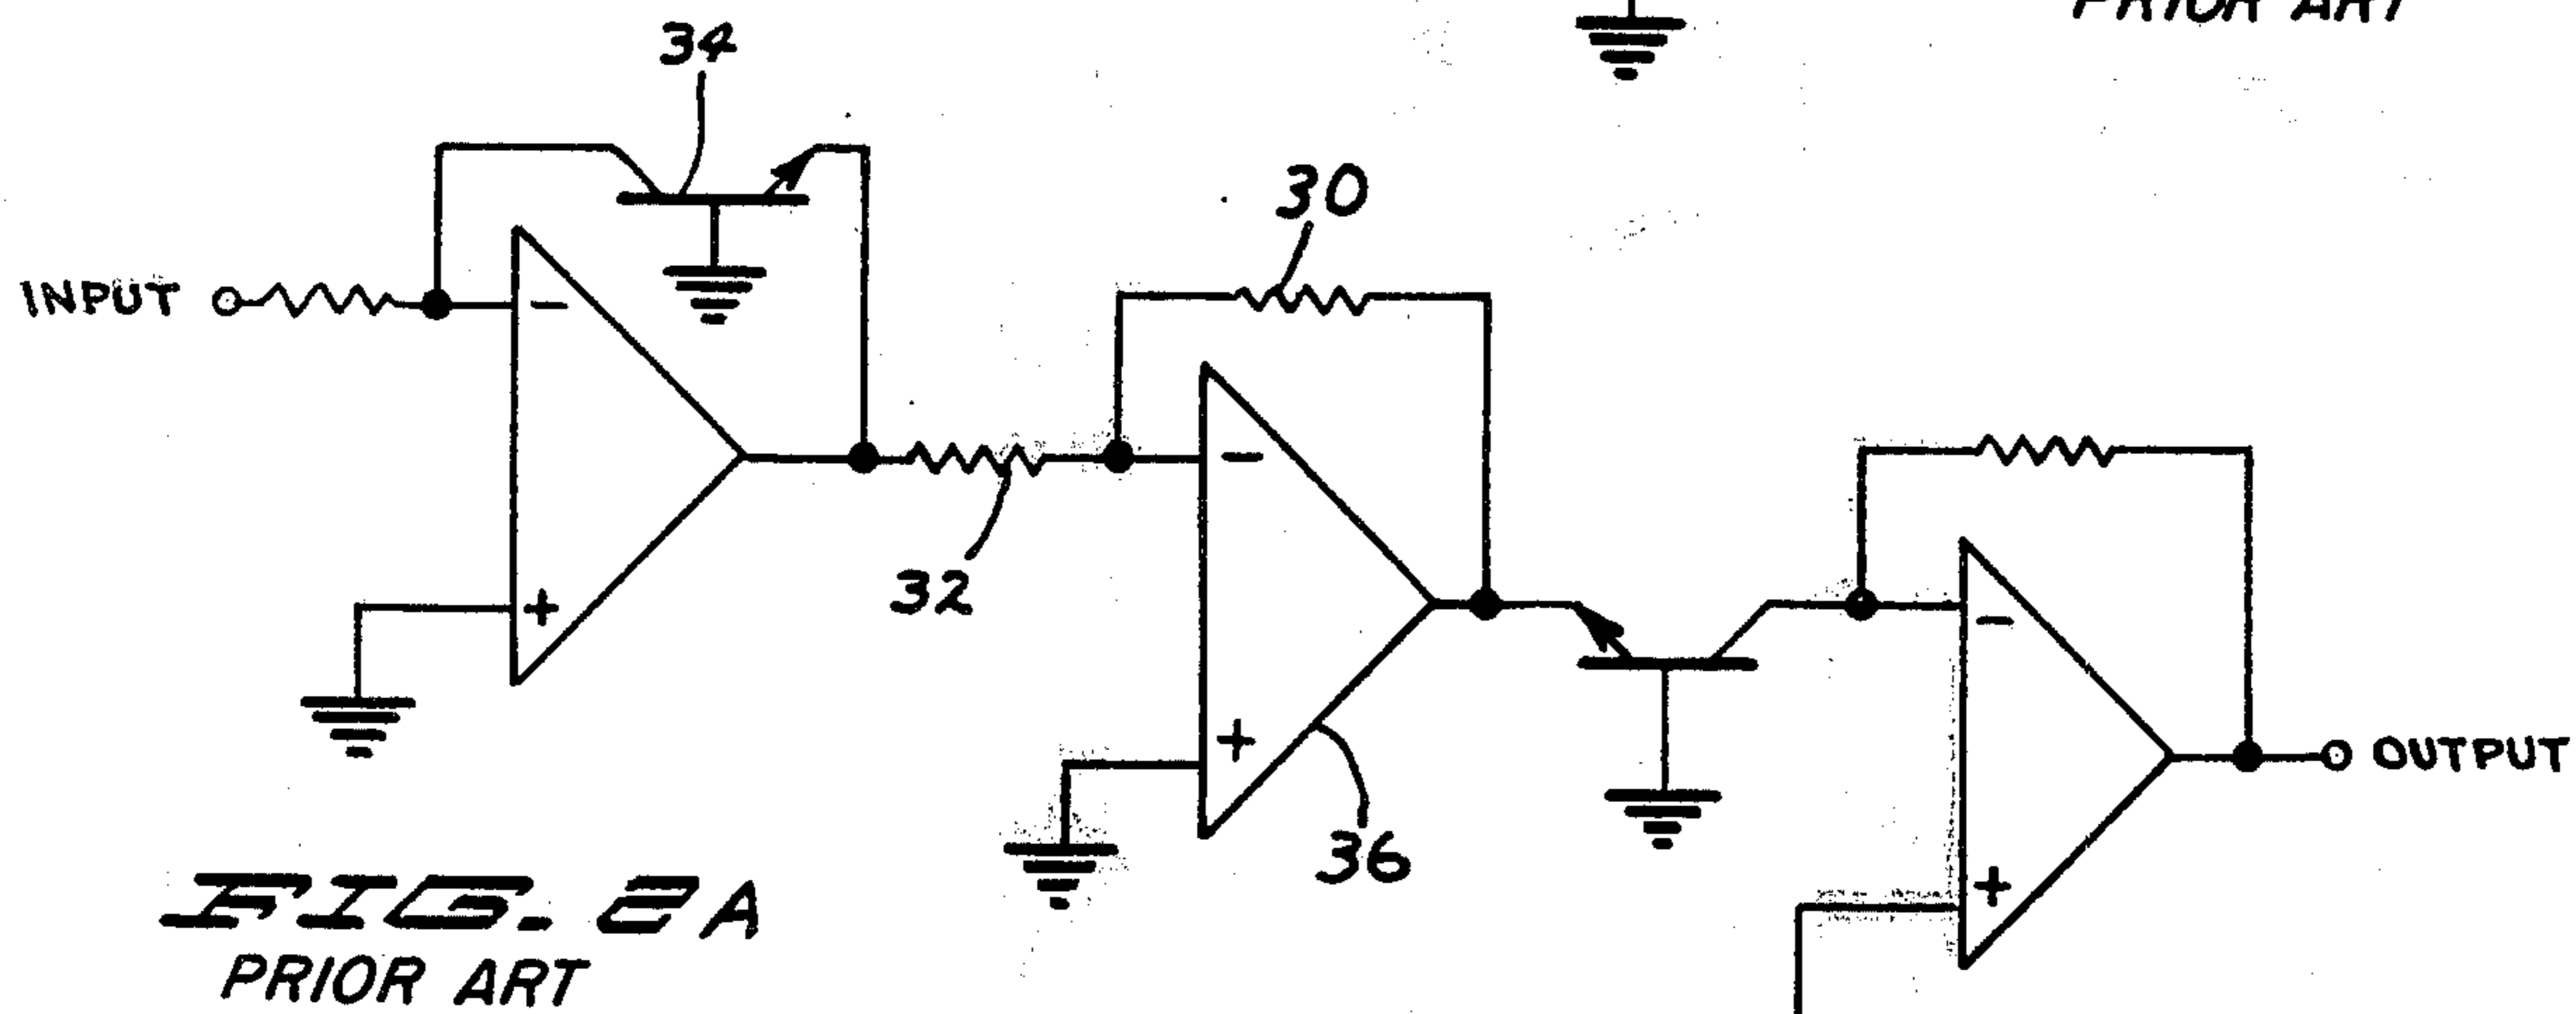 PRIOR ART
34
30
INPUT
−
−
32
+
−
+
OUTPUT
36
+
FIG. 2A
PRIOR ART